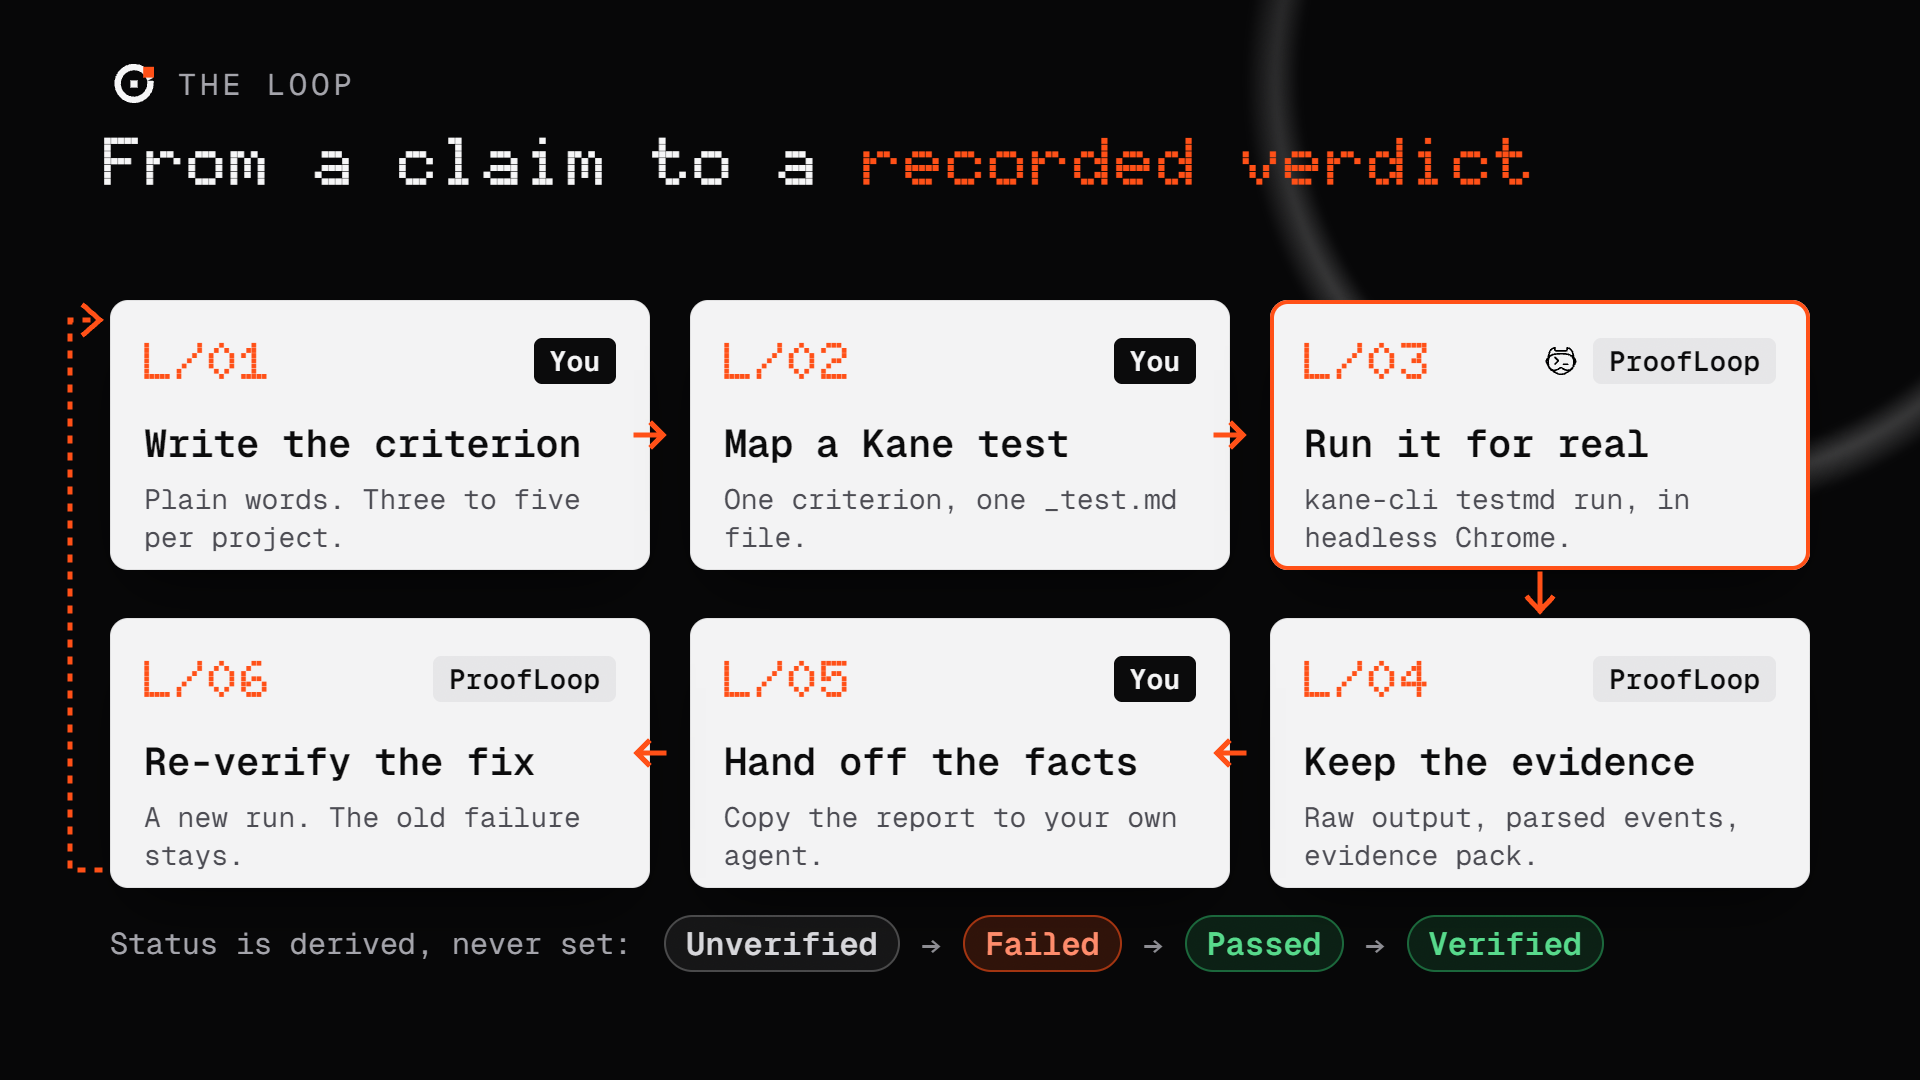 THE LOOP
From a claim to a recorded verdict
L/01
You
Write the criterion
Plain words. Three to five
per project.
L/02
You
Map a Kane test
One criterion, one _test.md
file.
L/03
ProofLoop
Run it for real
kane-cli testmd run, in
headless Chrome.
L/04
ProofLoop
Keep the evidence
Raw output, parsed events,
evidence pack.
L/05
You
Hand off the facts
Copy the report to your own
agent.
L/06
ProofLoop
Re-verify the fix
A new run. The old failure
stays.
Status is derived, never set: Unverified → Failed → Passed → Verified